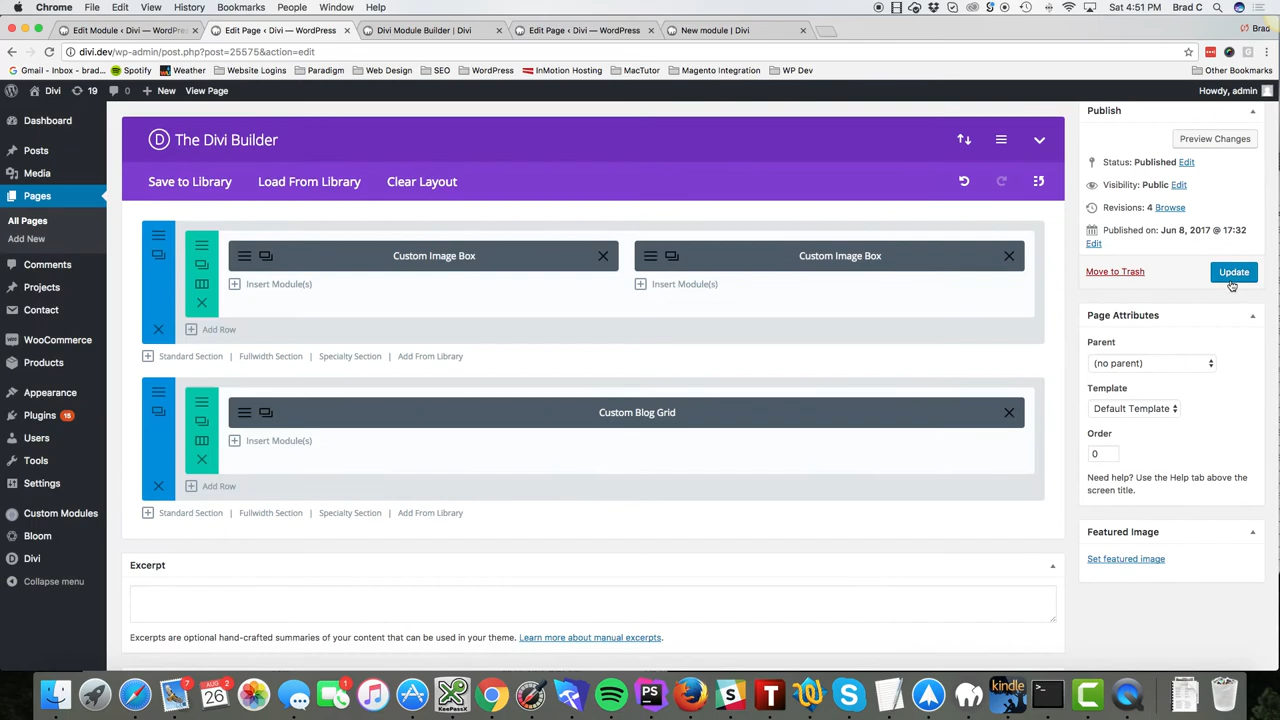 Chrome File Edit View History Bookmarks People Window Help Sat 4:51 PM Brad C
Edit Module ‹ Divi — WordPres
Edit Page ‹ Divi — WordPress
Divi Module Builder | Divi
Edit Page ‹ Divi — WordPress
New module | Divi
Brad
divi.dev/wp-admin/post.php?post=25575&action=edit
Gmail - Inbox - brad... Spotify Weather Website Logins Paradigm Web Design SEO WordPress InMotion Hosting MacTutor Magento Integration WP Dev Other Bookmarks
Divi 19 0 New View Page Howdy, admin
Dashboard
Posts
Media
Pages
All Pages
Add New
Comments
Projects
Contact
WooCommerce
Products
Appearance
Plugins 15
Users
Tools
Settings
Custom Modules
Bloom
Divi
Collapse menu
D The Divi Builder
Save to Library Load From Library Clear Layout
Custom Image Box Custom Image Box
Insert Module(s) Insert Module(s)
Add Row
Standard Section | Fullwidth Section | Specialty Section | Add From Library
Custom Blog Grid
Insert Module(s)
Add Row
Standard Section | Fullwidth Section | Specialty Section | Add From Library
Excerpt
Excerpts are optional hand-crafted summaries of your content that can be used in your theme. Learn more about manual excerpts.
Publish
Preview Changes
Status: Published Edit
Visibility: Public Edit
Revisions: 4 Browse
Published on: Jun 8, 2017 @ 17:32
Edit
Move to Trash Update
Page Attributes
Parent
(no parent)
Template
Default Template
Order
0
Need help? Use the Help tab above the
screen title.
Featured Image
Set featured image
7
AUG 2
26
1
KeePassX
PS
S
T
kindle